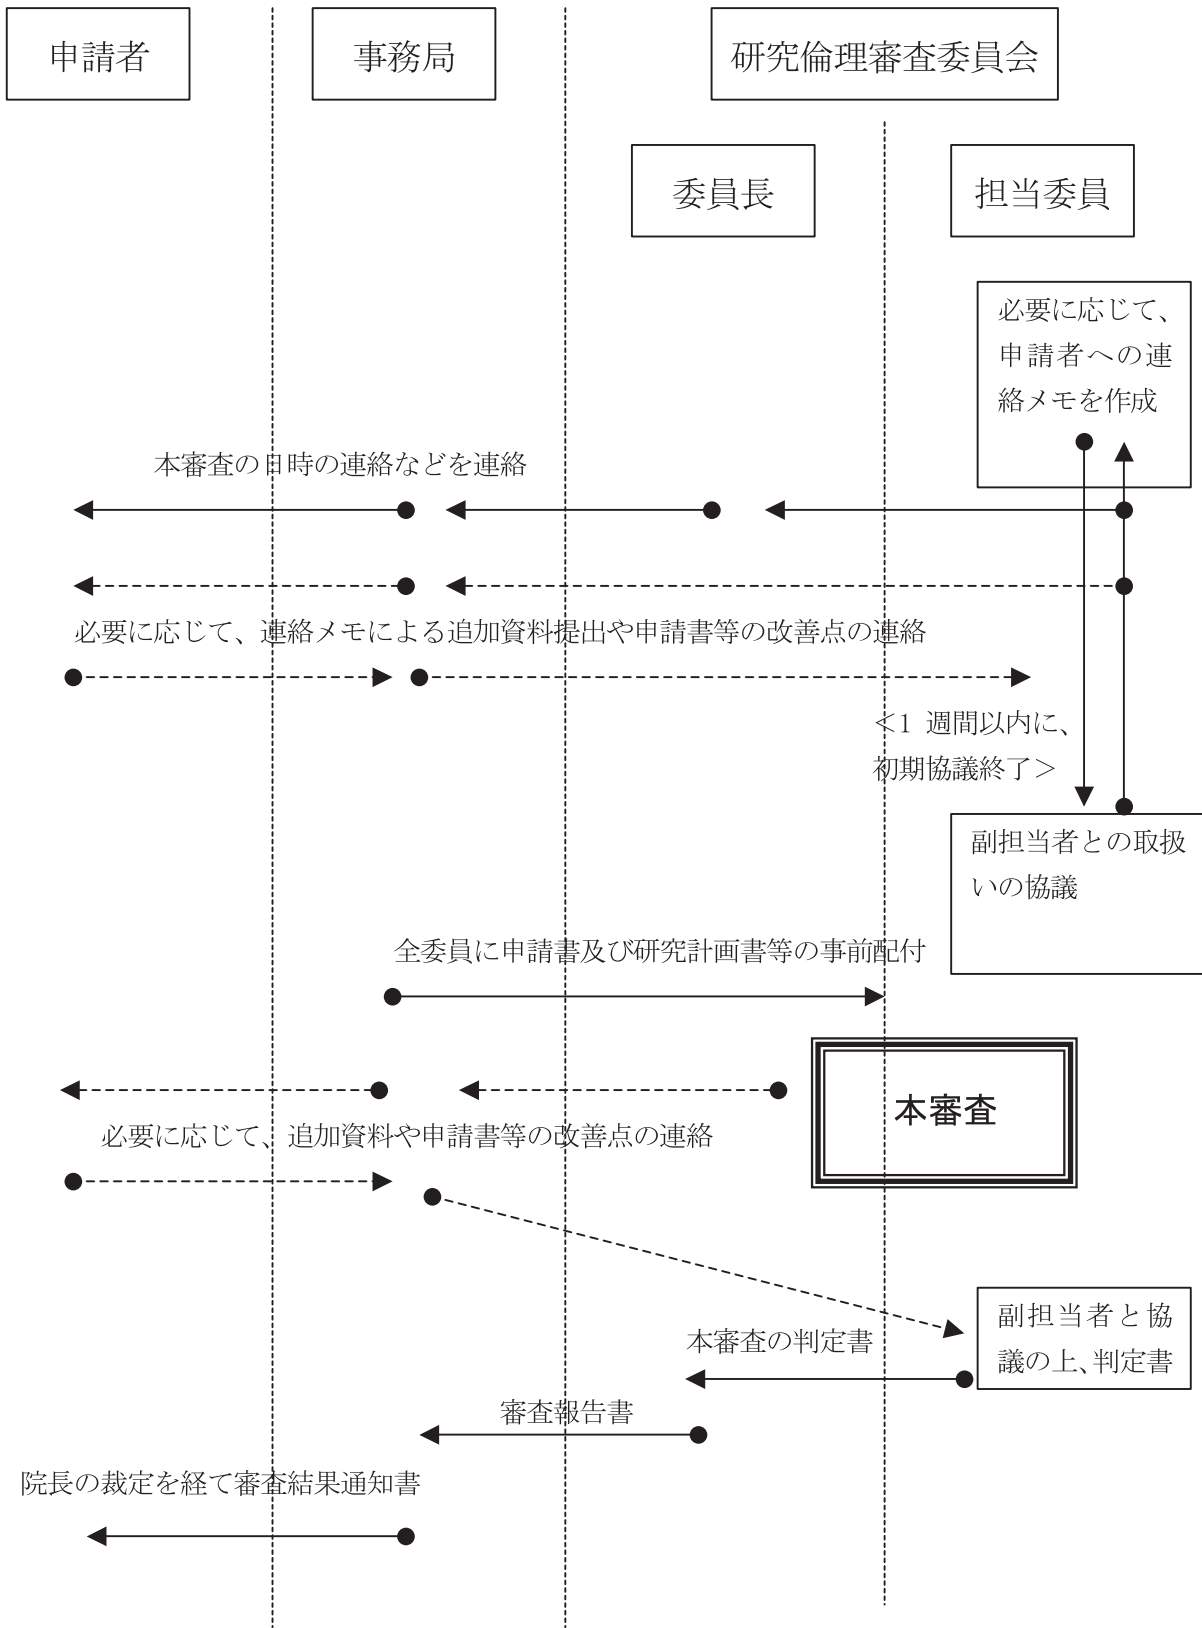 申請者
事務局
研究倫理審査委員会
委員長
担当委員
必要に応じて、
申請者への連
絡メモを作成
本審査の日時の連絡などを連絡
必要に応じて、連絡メモによる追加資料提出や申請書等の改善点の連絡
<1 週間以内に、
初期協議終了>
副担当者との取扱
いの協議
全委員に申請書及び研究計画書等の事前配付
本審査
必要に応じて、追加資料や申請書等の改善点の連絡
副担当者と協
議の上、判定書
本審査の判定書
審査報告書
院長の裁定を経て審査結果通知書